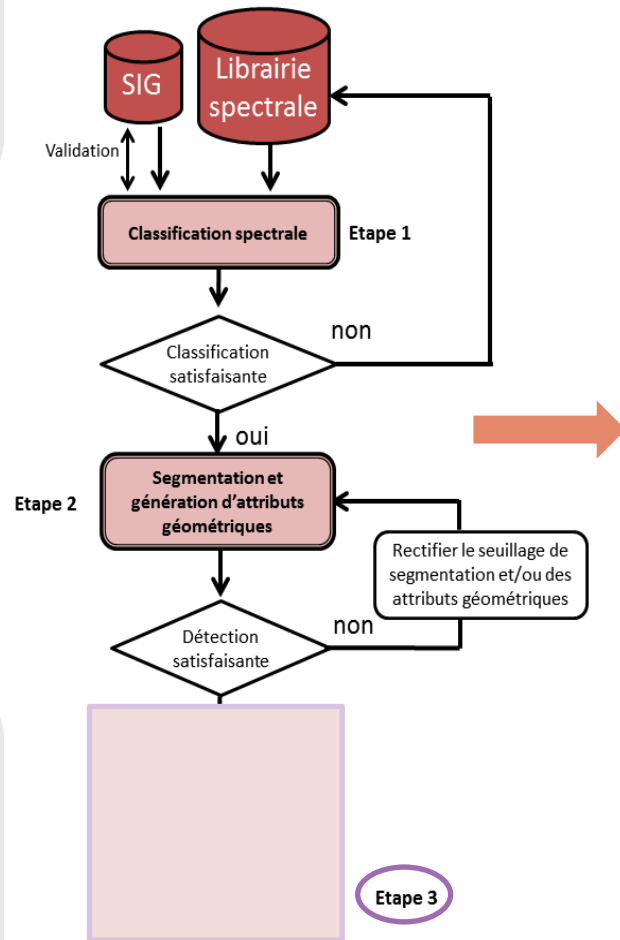 SIG
Librairie
spectrale
Validation
Classification spectrale
Etape 1
Classification
satisfaisante
non
oui
Etape 2
Segmentation et
génération d'attributs
géométriques
Rectifier le seuillage de
segmentation et/ou des
attributs géométriques
Détection
satisfaisante
non
Etape 3